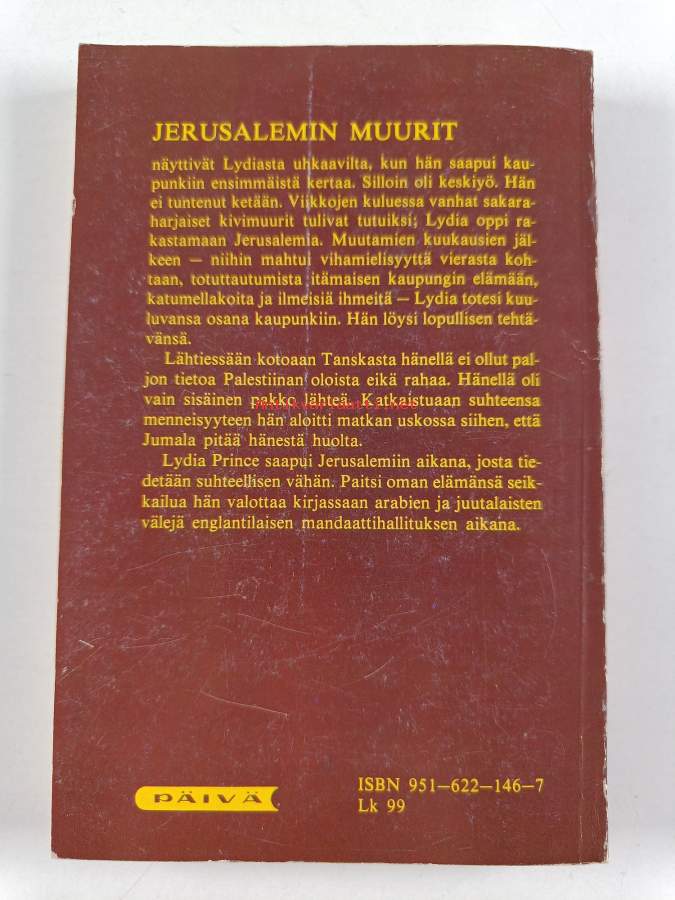 JERUSALEMIN MUURIT
näyttivät Lydiasta uhkaavilta, kun hän saapui kau-
punkiin ensimmäistä kertaa. Silloin oli keskiyö. Hän
ei tuntenut ketään. Viikkojen kuluessa vanhat sakara-
harjaiset kivimuurit tulivat tutuiksi; Lydia oppi ra-
kastamaan Jerusalemia. Muutamien kuukausien jäl-
keen — niihin mahtui vihamielisyyttä vierasta koh-
taan, totuttautumista itämaisen kaupungin elämään,
katumellakoita ja ilmeisiä ihmeitä — Lydia totesi kuu-
luvansa osana kaupunkiin. Hän löysi lopullisen tehtä-
vänsä.
Lähtiessään kotoaan Tanskasta hänellä ei ollut pal-
jon tietoa Palestiinan oloista eikä rahaa. Hänellä oli
vain sisäinen pakko lähteä. Katkaistuaan suhteensa
antikvariaatti.net
menneisyyteen hän aloitti matkan uskossa siihen, että
Jumala pitää hänestä huolta.
Lydia Prince saapui Jerusalemiin aikana, josta tie-
detään suhteellisen vähän. Paitsi oman elämänsä seik-
kailua hän valottaa kirjassaan arabien ja juutalaisten
välejä englantilaisen mandaattihallituksen aikana.
PÄIVÄ
ISBN 951—622—146—7
Lk 99